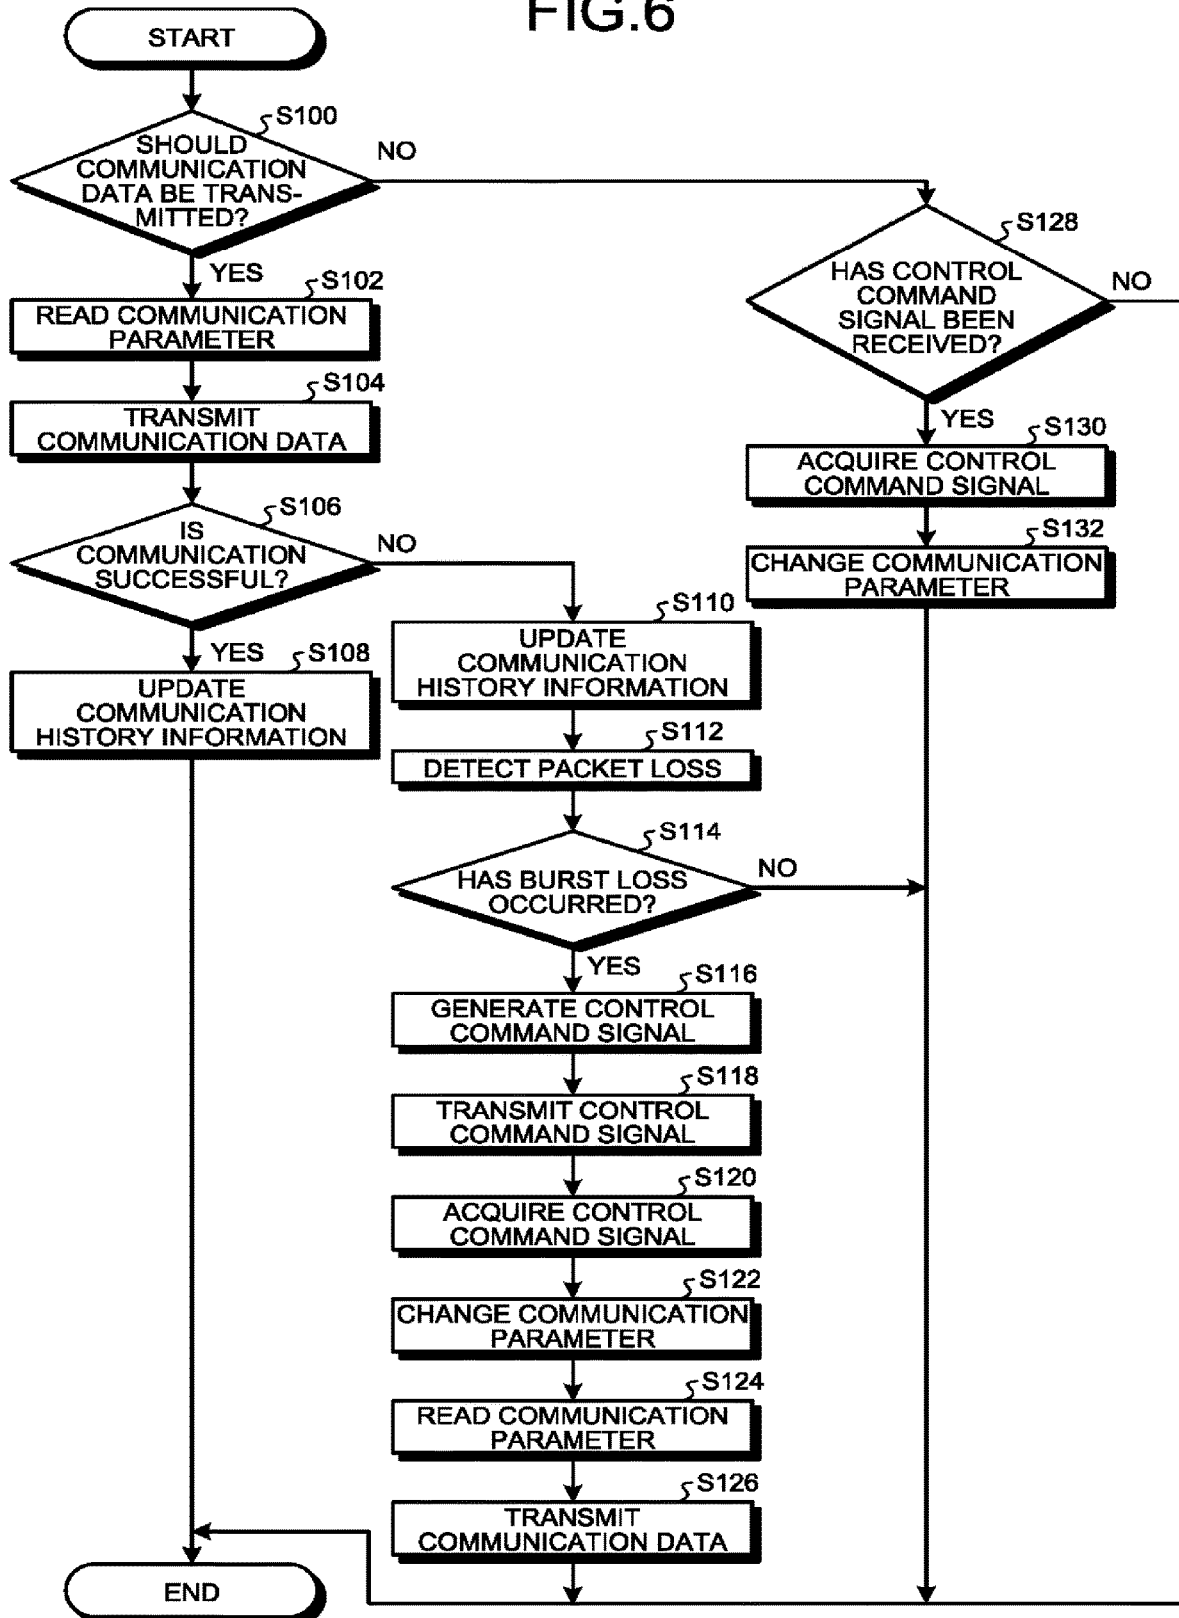 FIG.6
START
S100
SHOULD
COMMUNICATION
DATA BE TRANS-
MITTED?
NO
YES
S102
READ COMMUNICATION
PARAMETER
S104
TRANSMIT
COMMUNICATION DATA
S106
IS
COMMUNICATION
SUCCESSFUL?
NO
YES
S108
UPDATE
COMMUNICATION
HISTORY INFORMATION
S110
UPDATE
COMMUNICATION
HISTORY INFORMATION
S112
DETECT PACKET LOSS
S114
HAS BURST LOSS
OCCURRED?
NO
YES
S116
GENERATE CONTROL
COMMAND SIGNAL
S118
TRANSMIT CONTROL
COMMAND SIGNAL
S120
ACQUIRE CONTROL
COMMAND SIGNAL
S122
CHANGE COMMUNICATION
PARAMETER
S124
READ COMMUNICATION
PARAMETER
S126
TRANSMIT
COMMUNICATION DATA
S128
HAS CONTROL
COMMAND
SIGNAL BEEN
RECEIVED?
NO
YES
S130
ACQUIRE CONTROL
COMMAND SIGNAL
S132
CHANGE COMMUNICATION
PARAMETER
END